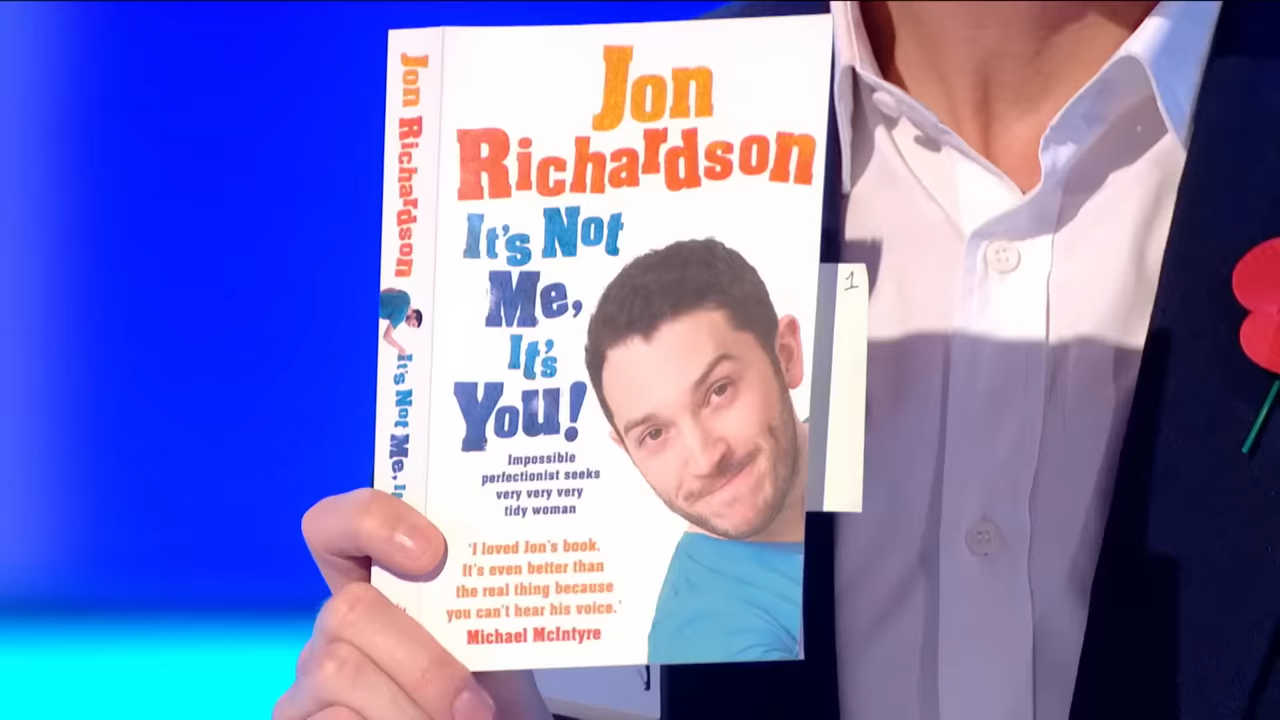 Jon Richardson It's Not Me, I
Jon
Richardson
It's Not
Me,
It's
You!
Impossible
perfectionist seeks
very very very
tidy woman
'I loved Jon's book.
It's even better than
the real thing because
you can't hear his voice.'
Michael McIntyre
1